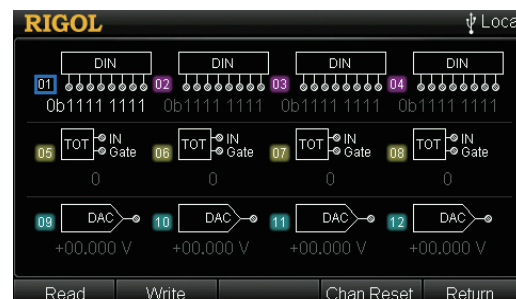 RIGOL Loca
DIN DIN DIN DIN
01 02 03 04
0b1111 1111 0b1111 1111 0b1111 1111 0b1111 1111
TOT IN TOT IN TOT IN TOT IN
05 Gate 06 Gate 07 Gate 08 Gate
0 0 0 0
09 DAC 10 DAC 11 DAC 12 DAC
+00.000 V +00.000 V +00.000 V +00.000 V
Read Write Chan Reset Return